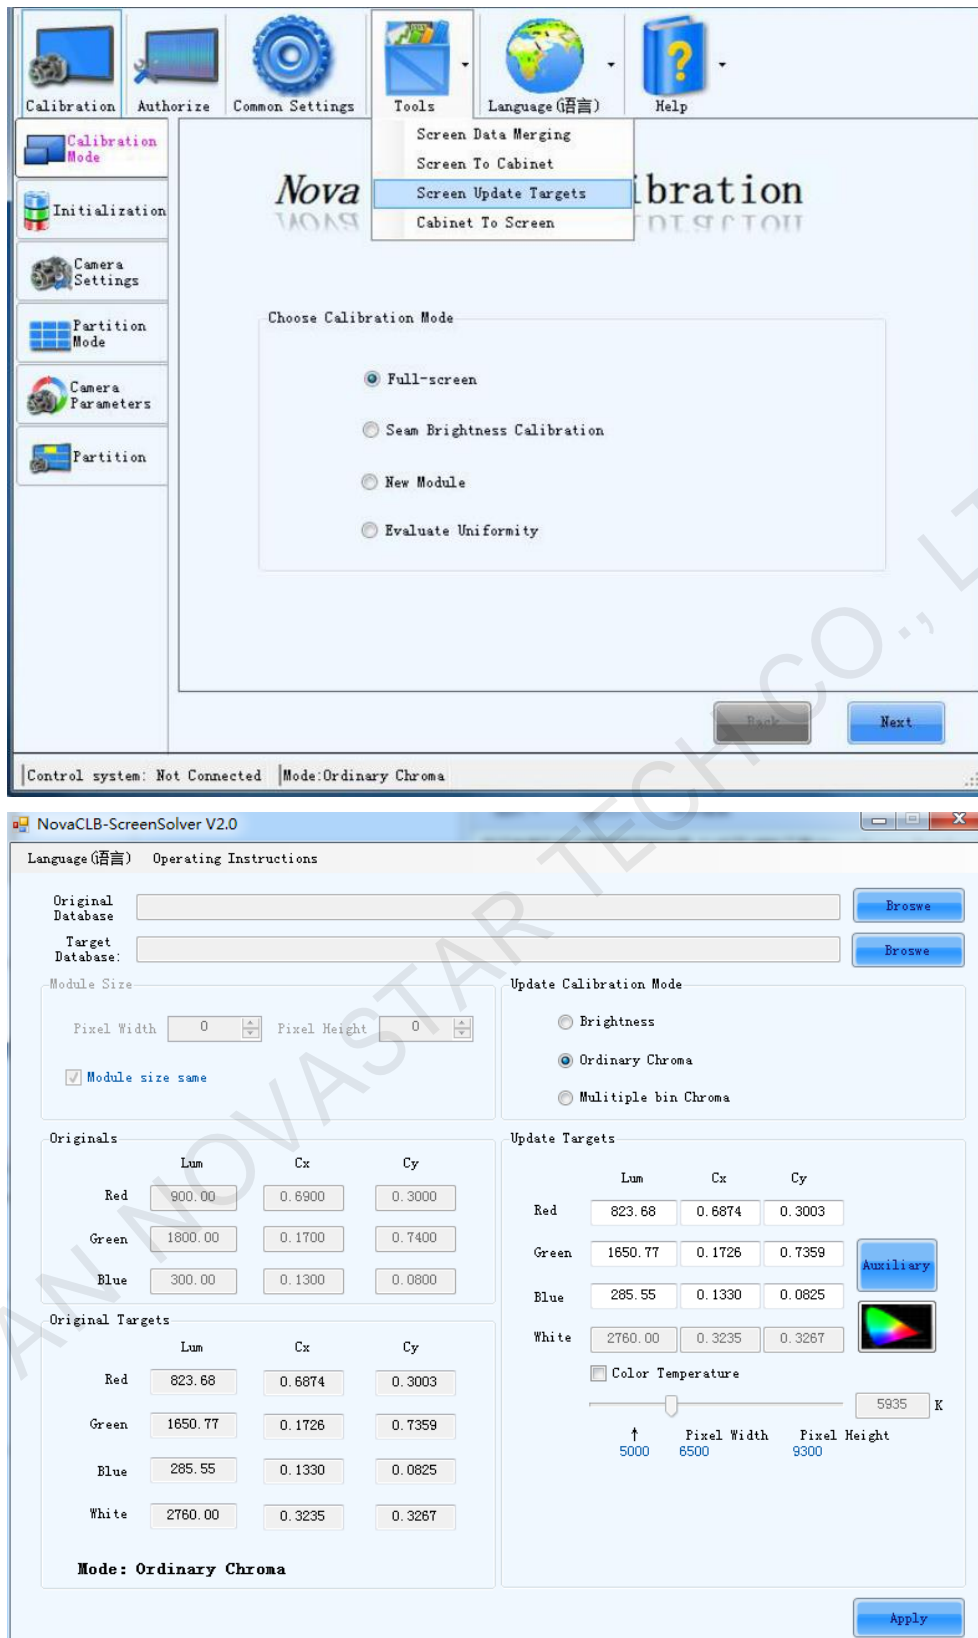 Calibration Authorize Common Settings Tools Language(语言) Help
Calibration
Mode
Initialization
Camera
Settings
Partition
Mode
Camera
Parameters
Partition
Screen Data Merging
Screen To Cabinet
Screen Update Targets
Cabinet To Screen
Nova ibration
Choose Calibration Mode
Full-screen
Seam Brightness Calibration
New Module
Evaluate Uniformity
Back Next
Control system: Not Connected Mode:Ordinary Chroma
NovaCLB-ScreenSolver V2.0
Language(语言) Operating Instructions
Original
Database
Broswe
Target
Database:
Broswe
Module Size
Pixel Width 0 Pixel Height 0
Module size same
Update Calibration Mode
Brightness
Ordinary Chroma
Mulitiple bin Chroma
Originals
Lum Cx Cy
Red 900.00 0.6900 0.3000
Green 1800.00 0.1700 0.7400
Blue 300.00 0.1300 0.0800
Original Targets
Lum Cx Cy
Red 823.68 0.6874 0.3003
Green 1650.77 0.1726 0.7359
Blue 285.55 0.1330 0.0825
White 2760.00 0.3235 0.3267
Mode: Ordinary Chroma
Update Targets
Lum Cx Cy
Red 823.68 0.6874 0.3003
Green 1650.77 0.1726 0.7359
Auxiliary
Blue 285.55 0.1330 0.0825
White 2760.00 0.3235 0.3267
Color Temperature
5935 K
↑ Pixel Width Pixel Height
5000 6500 9300
Apply
AN NOVASTAR TECH CO., LT